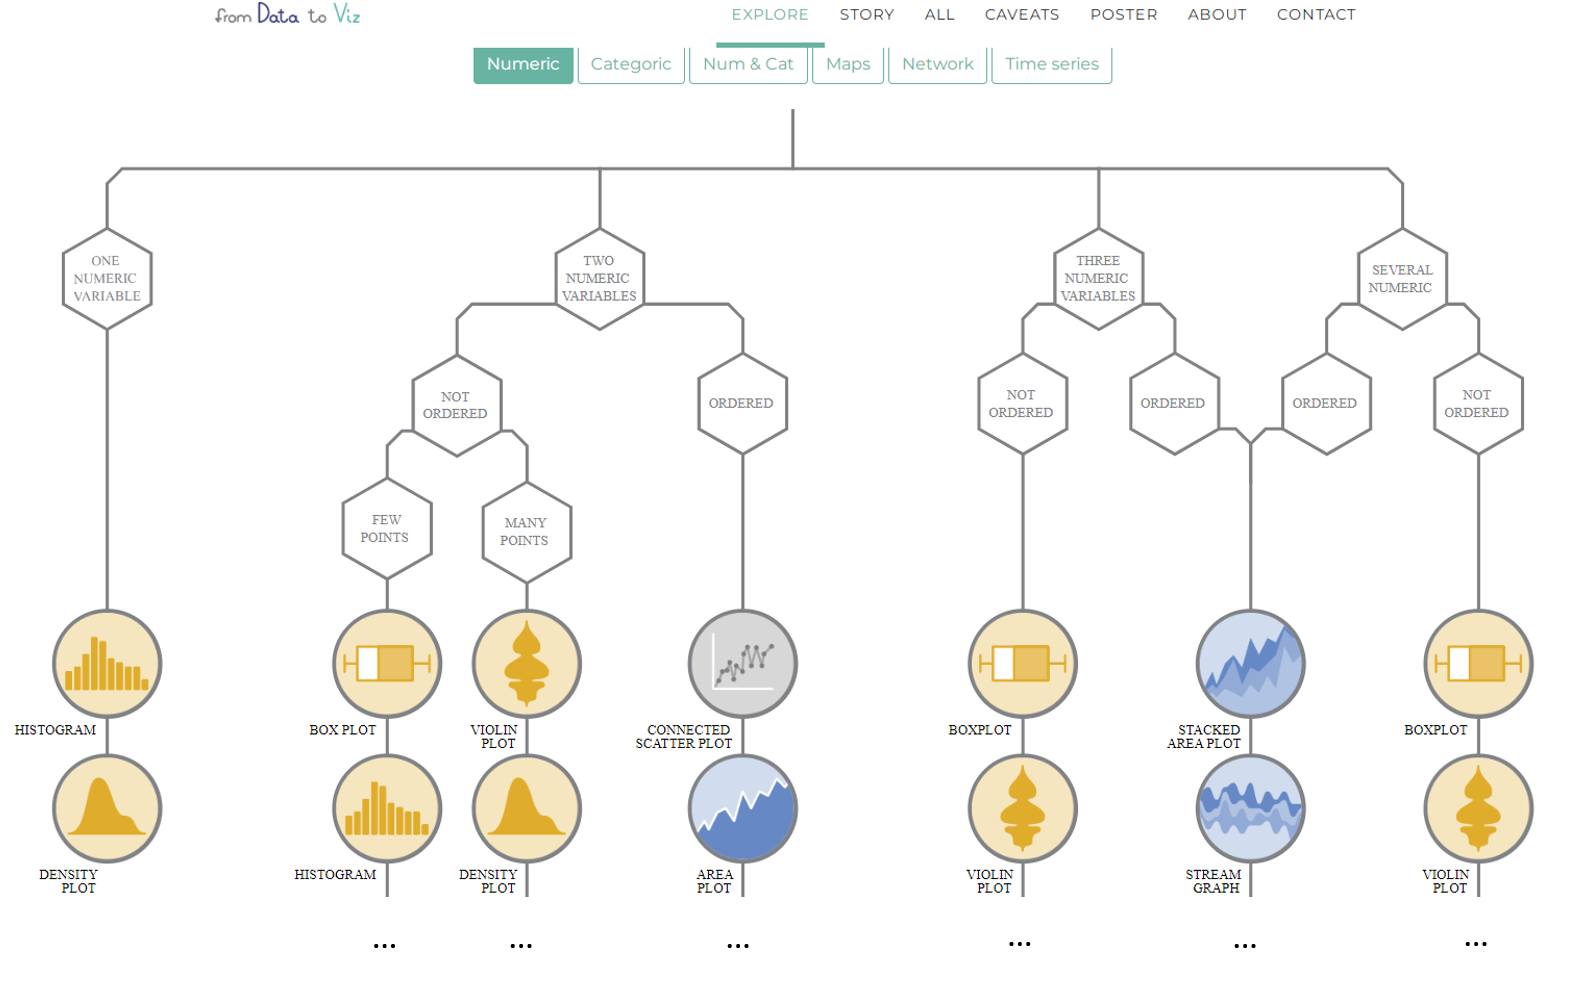 from Data to Viz
EXPLORE STORY ALL CAVEATS POSTER ABOUT CONTACT
Numeric Categoric Num & Cat Maps Network Time series
ONE
NUMERIC
VARIABLE
TWO
NUMERIC
VARIABLES
THREE
NUMERIC
VARIABLES
SEVERAL
NUMERIC
NOT
ORDERED
ORDERED
NOT
ORDERED
ORDERED
ORDERED
NOT
ORDERED
FEW
POINTS
MANY
POINTS
HISTOGRAM
BOX PLOT
VIOLIN
PLOT
CONNECTED
SCATTER PLOT
BOXPLOT
STACKED
AREA PLOT
BOXPLOT
DENSITY
PLOT
HISTOGRAM
DENSITY
PLOT
AREA
PLOT
VIOLIN
PLOT
STREAM
GRAPH
VIOLIN
PLOT
... ... ... ... ... ...